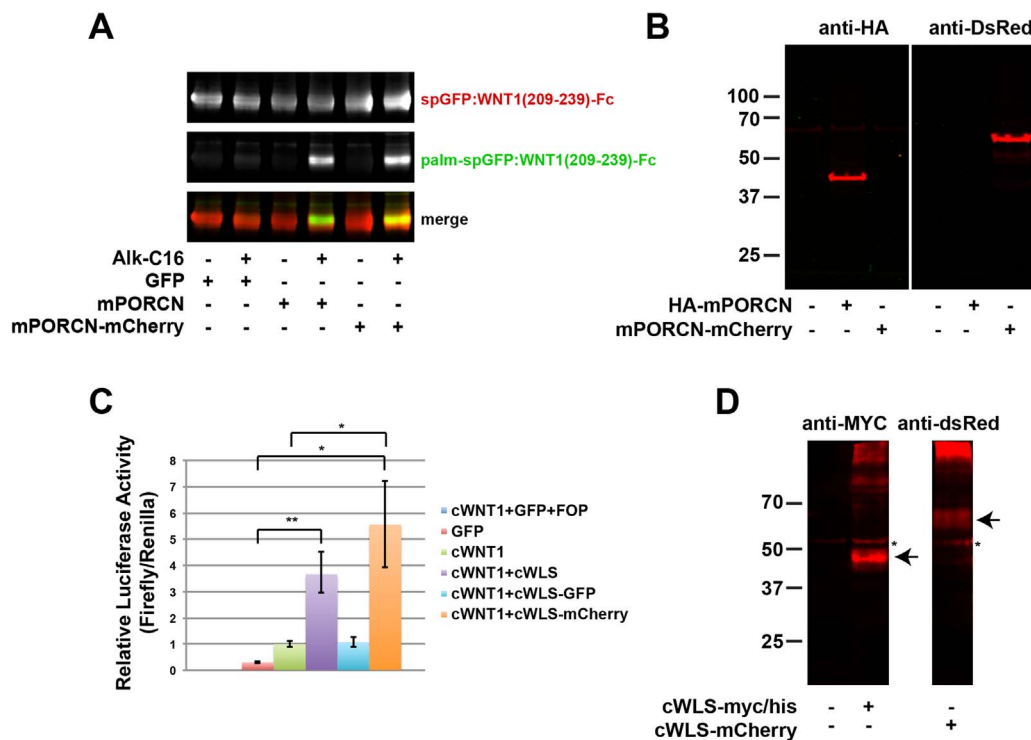 A
spGFP:WNT1(209-239)-Fc
palm-spGFP:WNT1(209-239)-Fc
merge
Alk-C16 - + - + - +
GFP + + - - - -
mPORCN - - + + - -
mPORCN-mCherry - - - - + +
B
anti-HA anti-DsRed
100
70
50
37
25
HA-mPORCN - + - - + -
mPORCN-mCherry - - + - - +
C
Relative Luciferase Activity
(Firefly/Renilla)
8
7
6
5
4
3
2
1
0
*
*
**
cWNT1+GFP+FOP
GFP
cWNT1
cWNT1+cWLS
cWNT1+cWLS-GFP
cWNT1+cWLS-mCherry
D
anti-MYC anti-dsRed
70
50
37
25
* *
cWLS-myc/his - + -
cWLS-mCherry - - +